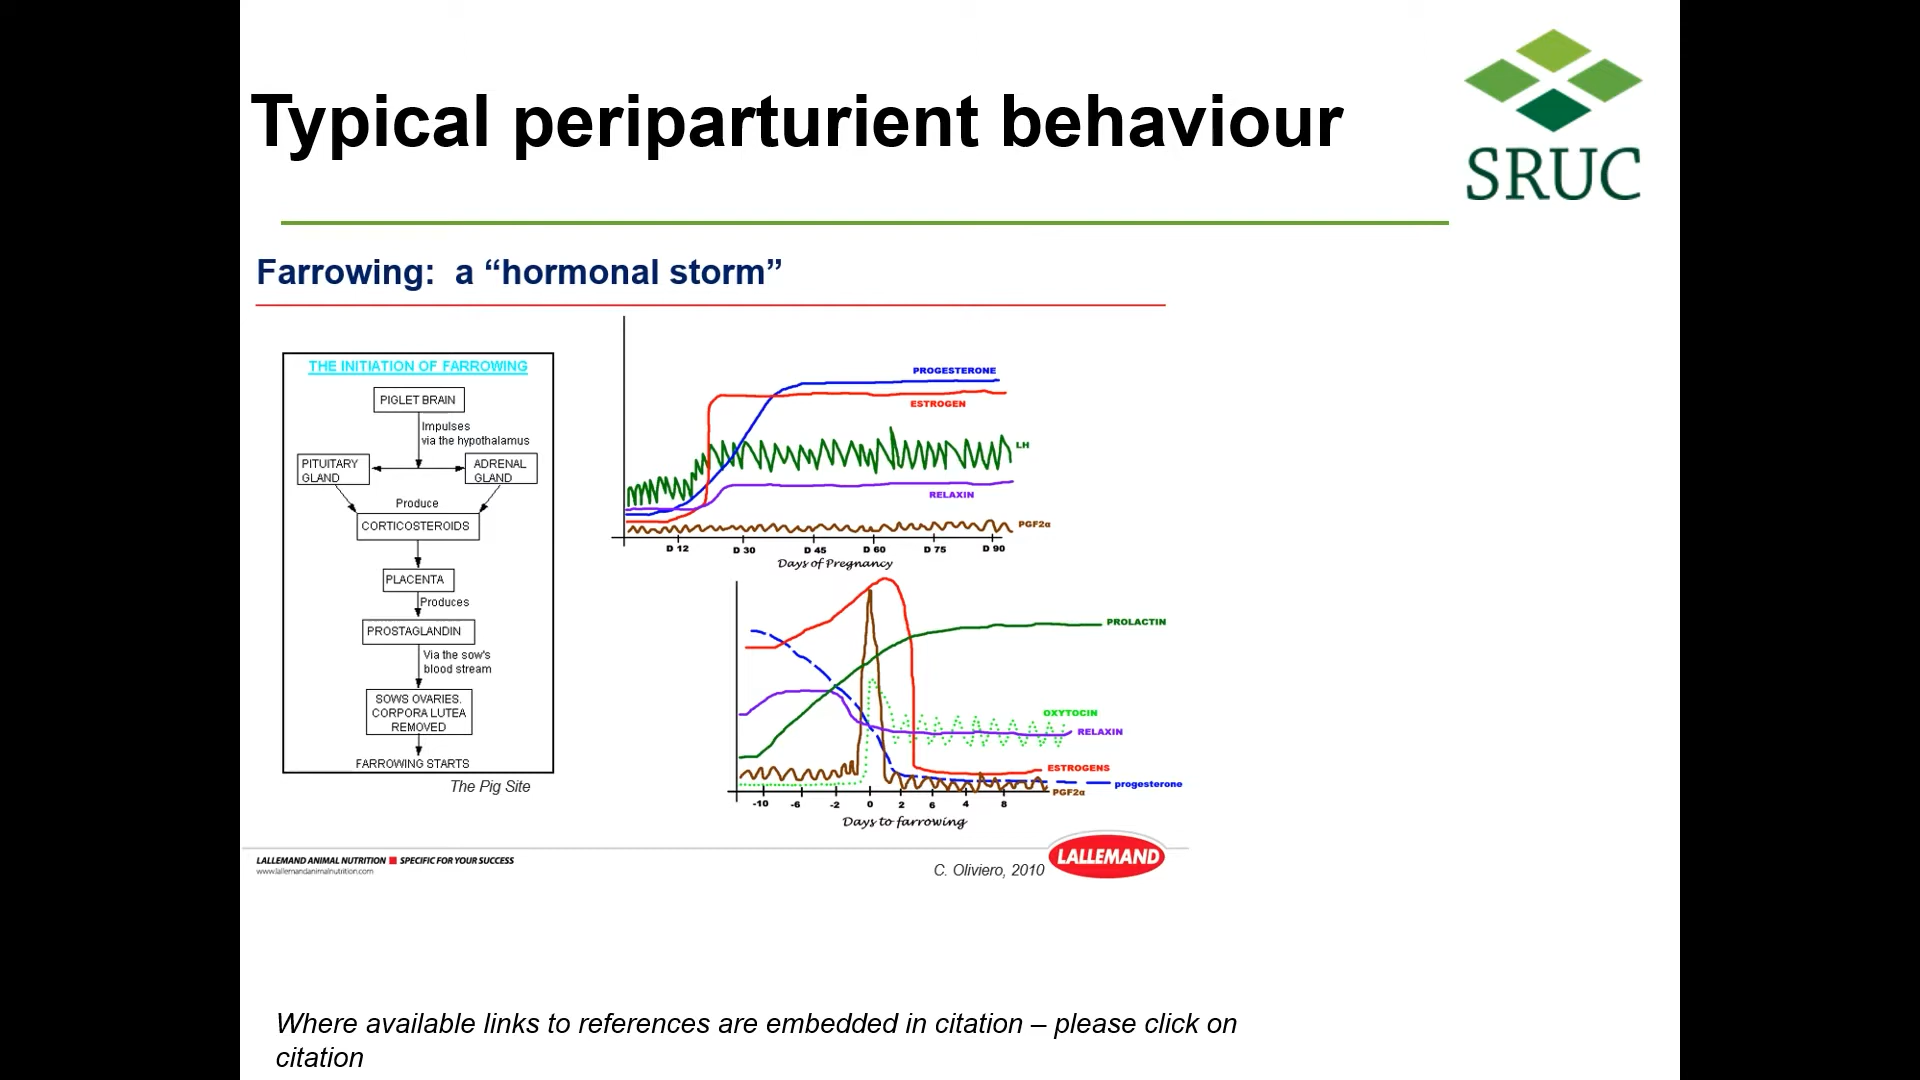 Typical periparturient behaviour
SRUC
Farrowing: a “hormonal storm”
THE INITIATION OF FARROWING
PIGLET BRAIN
Impulses
via the hypothalamus
PITUITARY
GLAND
ADRENAL
GLAND
Produce
CORTICOSTEROIDS
PLACENTA
Produces
PROSTAGLANDIN
Via the sow's
blood stream
SOWS OVARIES.
CORPORA LUTEA
REMOVED
FARROWING STARTS
The Pig Site
PROGESTERONE
ESTROGEN
LH
RELAXIN
PGF2α
D 12 D 30 D 45 D 60 D 75 D 90
Days of Pregnancy
PROLACTIN
OXYTOCIN
RELAXIN
ESTROGENS
progesterone
PGF2α
-10 -6 -2 0 2 6 4 8
Days to farrowing
LALLEMAND ANIMAL NUTRITION SPECIFIC FOR YOUR SUCCESS
www.lallemandanimalnutrition.com
C. Oliviero, 2010
LALLEMAND
Where available links to references are embedded in citation – please click on
citation